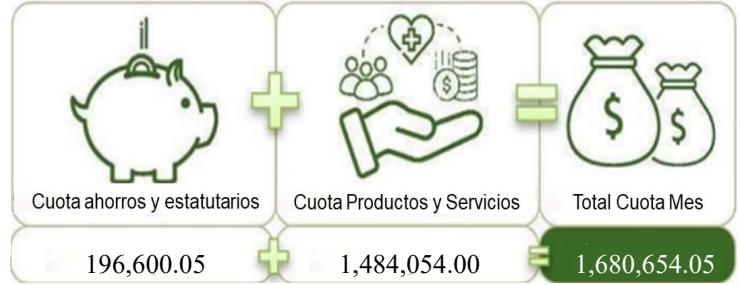 Cuota ahorros y estatutarios
Cuota Productos y Servicios
Total Cuota Mes
196,600.05 + 1,484,054.00 = 1,680,654.05